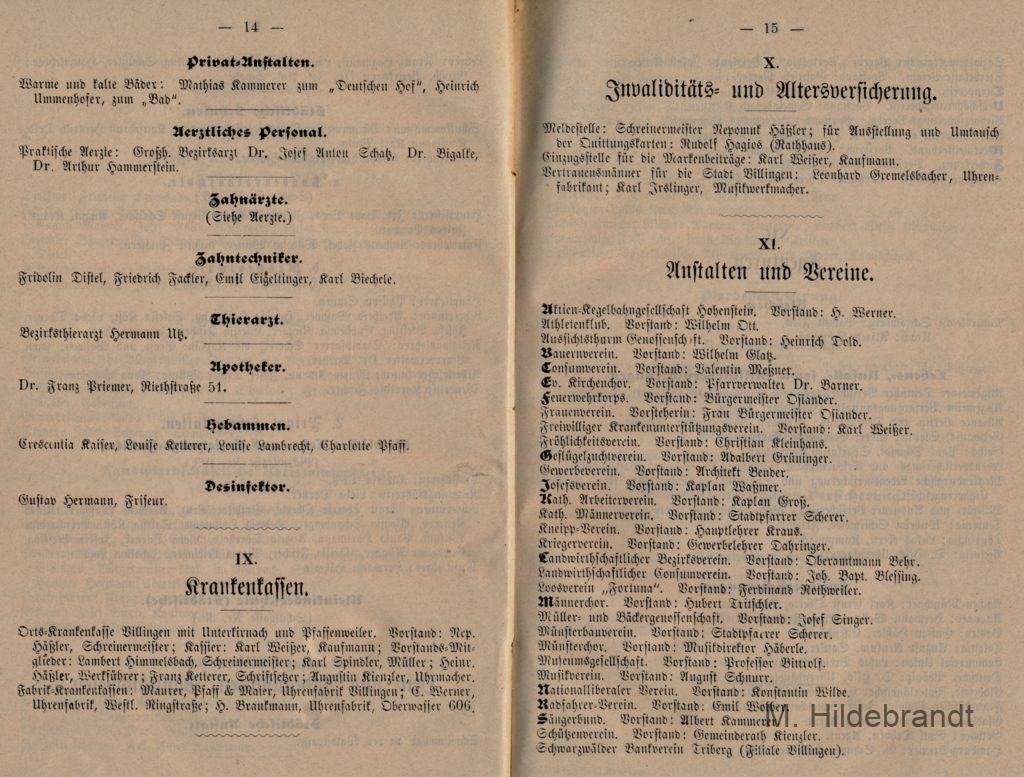 — 14 —
Privat-Anstalten.
Warme und kalte Bäder: Mathias Kammerer zum „Deutschen Hof“, Heinrich
Ummenhofer, zum „Bad“.
Aerztliches Personal.
Praktische Aerzte: Großh. Bezirksarzt Dr. Josef Anton Schatz, Dr. Bigalke,
Dr. Arthur Hammerstein.
Zahnärzte.
(Siehe Aerzte.)
Zahntechniker.
Fridolin Distel, Friedrich Fackler, Emil Eigeltinger, Karl Biechele.
Thierarzt.
Bezirksthierarzt Hermann Utz.
Apotheker.
Dr. Franz Priemer, Riethstraße 51.
Hebammen.
Crescentia Kaiser, Louise Ketterer, Louise Lambrecht, Charlotte Pfaff.
Desinfektor.
Gustav Hermann, Friseur.
IX.
Krankenkassen.
Orts-Krankenkasse Villingen mit Unterkirnach und Pfaffenweiler. Vorstand: Nep.
Häßler, Schreinermeister; Kassier: Karl Weißer, Kaufmann; Vorstands-Mit-
glieder: Lambert Himmelsbach, Schreinermeister; Karl Spindler, Müller; Heinr.
Häßler, Werkführer; Franz Ketterer, Schriftsetzer; Augustin Kienzler, Uhrmacher.
Fabrik-Krankenkassen: Maurer, Pfaff & Maier, Uhrenfabrik Villingen; C. Werner,
Uhrenfabrik, Westl. Ringstraße; H. Braukmann, Uhrenfabrik, Oberwasser 606.
— 15 —
X.
Invaliditäts- und Altersversicherung.
Meldestelle: Schreinermeister Nepomuk Häßler; für Ausstellung und Umtausch
der Quittungskarten: Rudolf Hagios (Rathhaus).
Einzugsstelle für die Markenbeiträge: Karl Weißer, Kaufmann.
Vertrauensmänner für die Stadt Villingen: Leonhard Gremelsbacher, Uhren-
fabrikant; Karl Irslinger, Musikwerkmacher.
XI.
Anstalten und Vereine.
Aktien-Kegelbahngesellschaft Hohenstein. Vorstand: H. Werner.
Athletenklub. Vorstand: Wilhelm Ott.
Aussichtsthurm Genossenschaft. Vorstand: Heinrich Dold.
Bauernverein. Vorstand: Wilhelm Glatz.
Consumverein. Vorstand: Valentin Meßner.
Ev. Kirchenchor. Vorstand: Pfarrverwalter Dr. Barner.
Feuerwehrkorps. Vorstand: Bürgermeister Osiander.
Frauenverein. Vorsteherin: Frau Bürgermeister Osiander.
Freiwilliger Krankenunterstützungsverein. Vorstand: Karl Weißer.
Fröhlichkeitsverein. Vorstand: Christian Kleinhans.
Geflügelzuchtverein. Vorstand: Adalbert Grüninger.
Gewerbeverein. Vorstand: Architekt Bender.
Josefsverein. Vorstand: Kaplan Waßmer.
Kath. Arbeiterverein. Vorstand: Kaplan Groß.
Kath. Männerverein. Vorstand: Stadtpfarrer Scherer.
Kneipp-Verein. Vorstand: Hauptlehrer Kraus.
Kriegerverein. Vorstand: Gewerbelehrer Dahringer.
Landwirthschaftlicher Bezirksverein. Vorstand: Oberamtmann Behr.
Landwirthschaftlicher Consumverein. Vorstand: Joh. Bapt. Blessing.
Loosverein „Fortuna“. Vorstand: Ferdinand Rothweiler.
Männerchor. Vorstand: Hubert Tritschler.
Müller- und Bäckergenossenschaft. Vorstand: Josef Singer.
Münsterbauverein. Vorstand: Stadtpfarrer Scherer.
Münsterchor. Vorstand: Musikdirektor Häberle.
Museumsgesellschaft. Vorstand: Professor Bittrolf.
Musikverein. Vorstand: August Schnurr.
Nationalliberaler Verein. Vorstand: Konstantin Wilde.
Radfahrer-Verein. Vorstand: Emil
Sängerbund. Vorstand: Albert Kammerer
Schützenverein. Vorstand: Gemeinderath Kienzler.
Schwarzwälder Bankverein Triberg (Filiale Villingen).
M. Hildebrandt